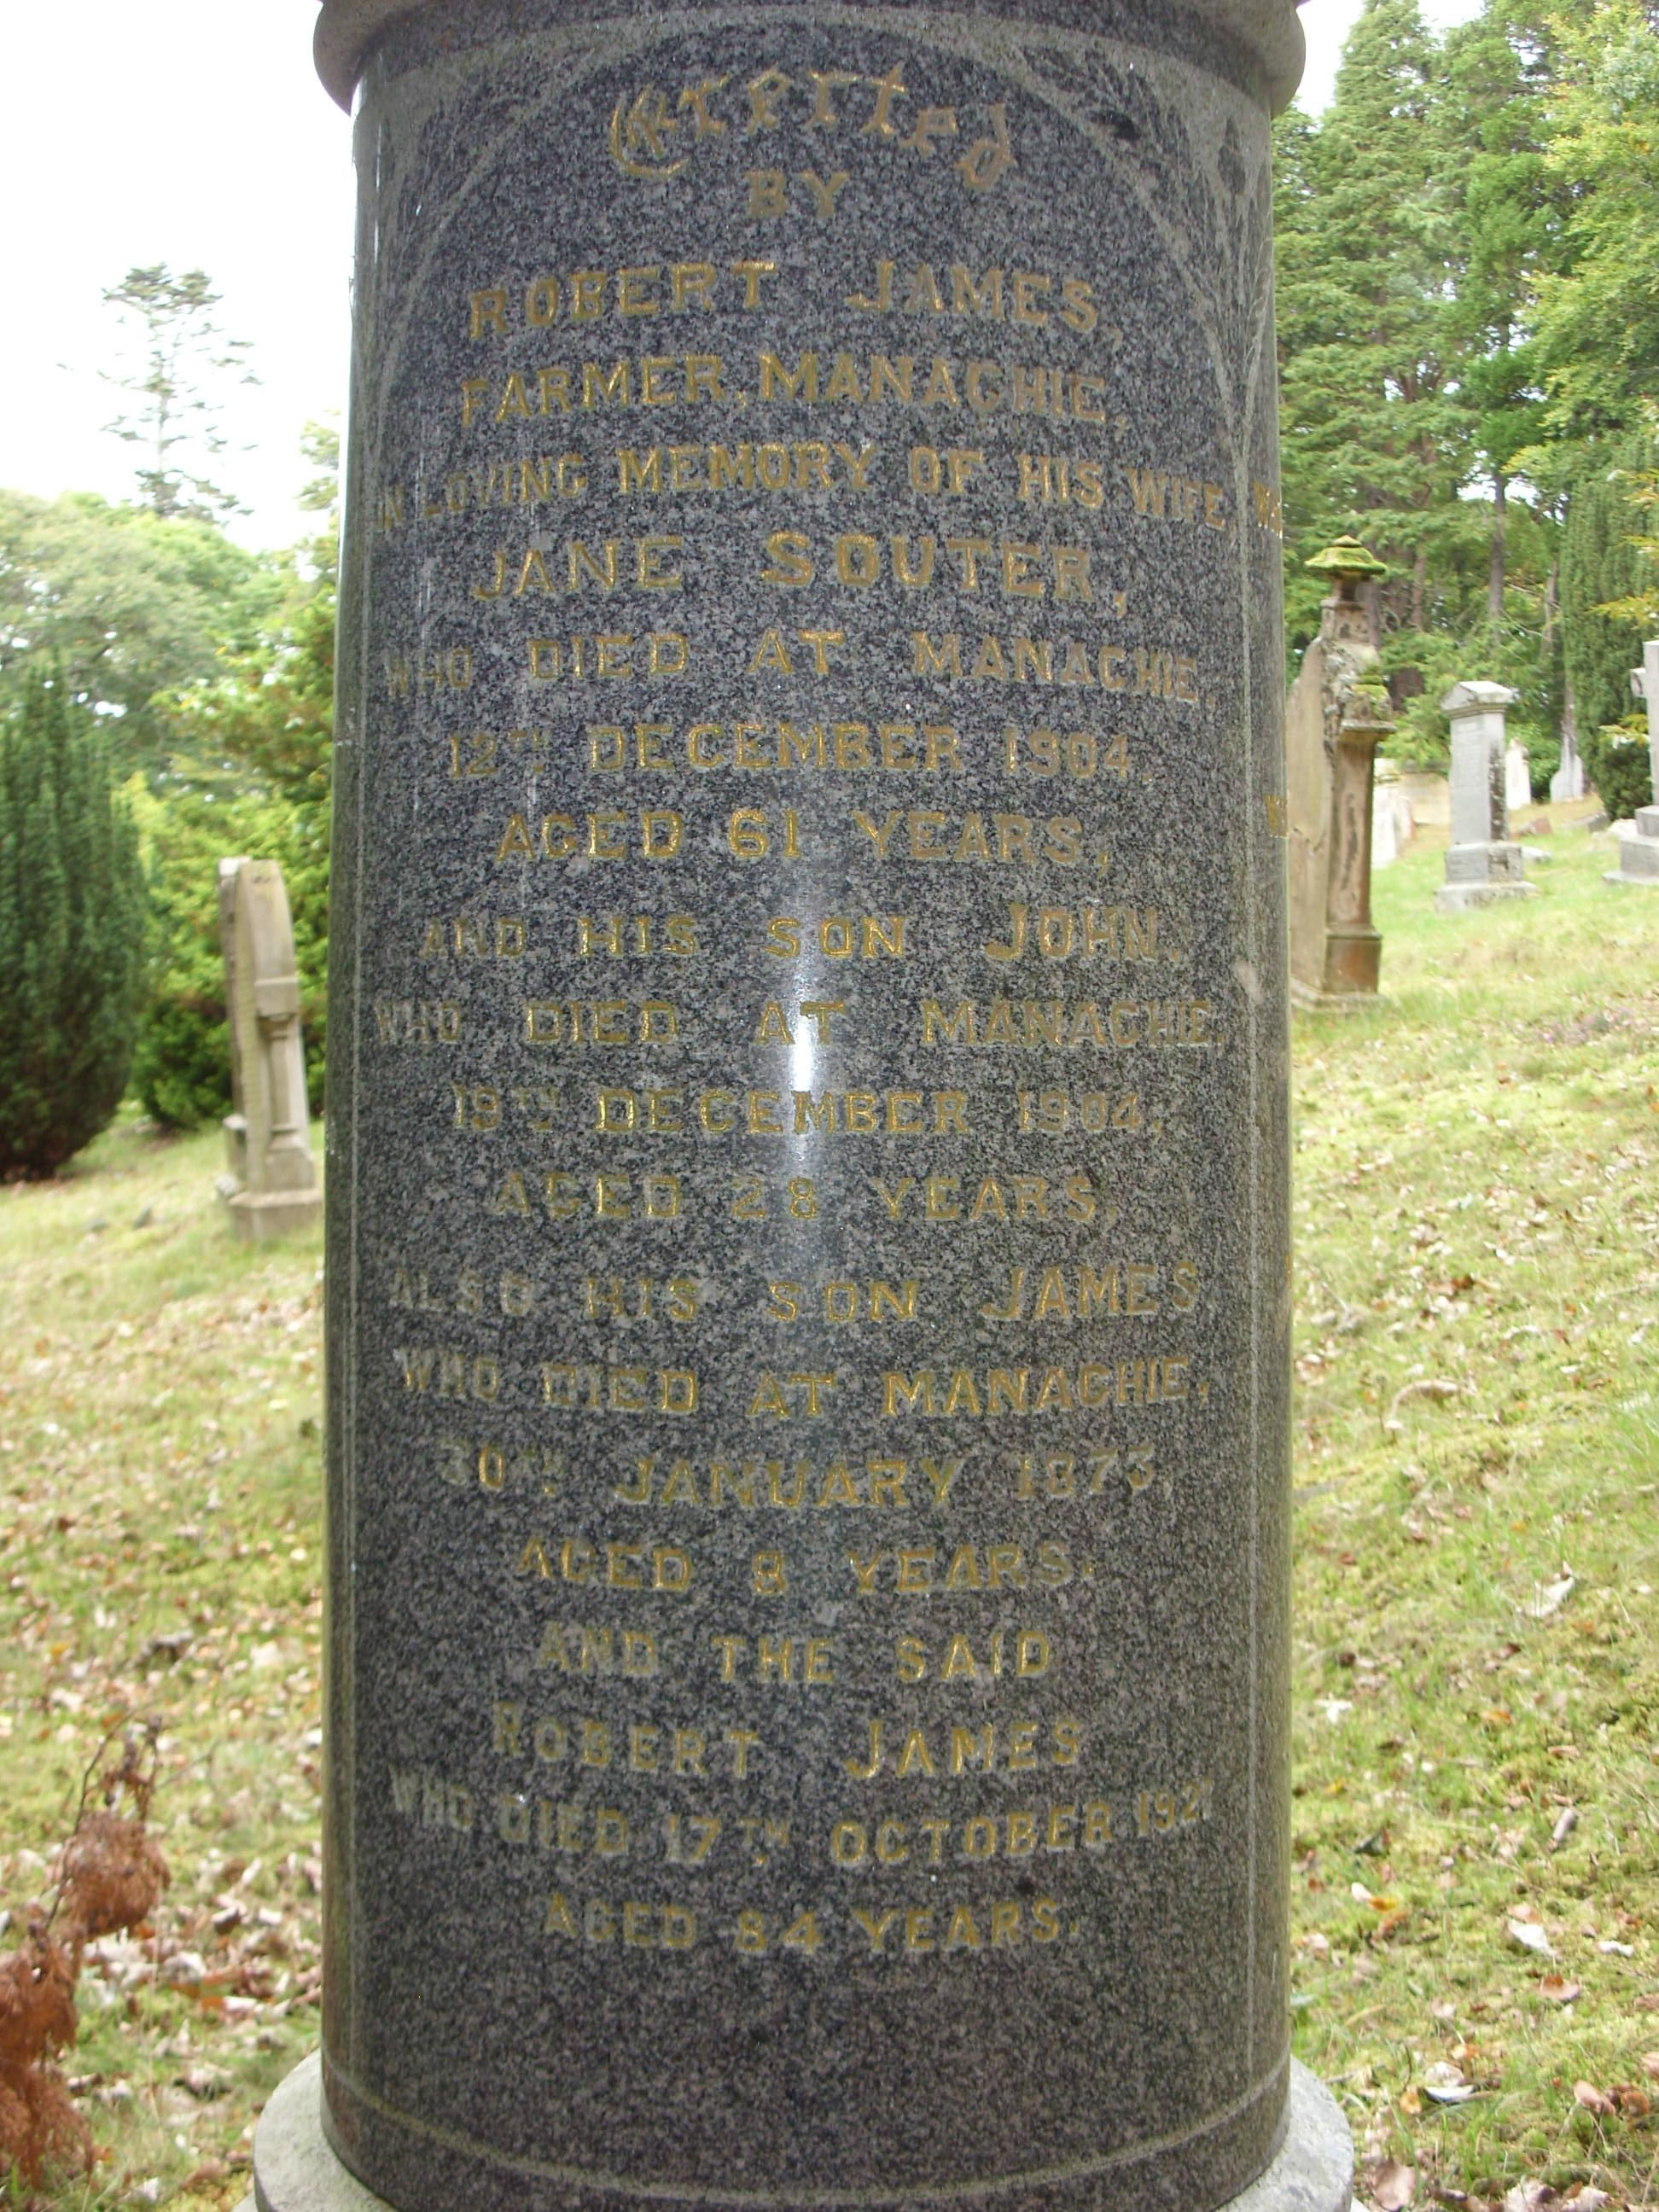 Erected
BY
ROBERT JAMES,
FARMER, MANACHIE,
IN LOVING MEMORY OF HIS WIFE,
JANE SOUTER,
WHO DIED AT MANACHIE,
12TH DECEMBER 1904,
AGED 61 YEARS,
AND HIS SON JOHN,
WHO DIED AT MANACHIE,
19TH DECEMBER 1904,
AGED 28 YEARS,
ALSO HIS SON JAMES
WHO DIED AT MANACHIE,
30TH JANUARY 1873,
AGED 8 YEARS.
AND THE SAID
ROBERT JAMES
WHO DIED 17TH OCTOBER
AGED 84 YEARS.